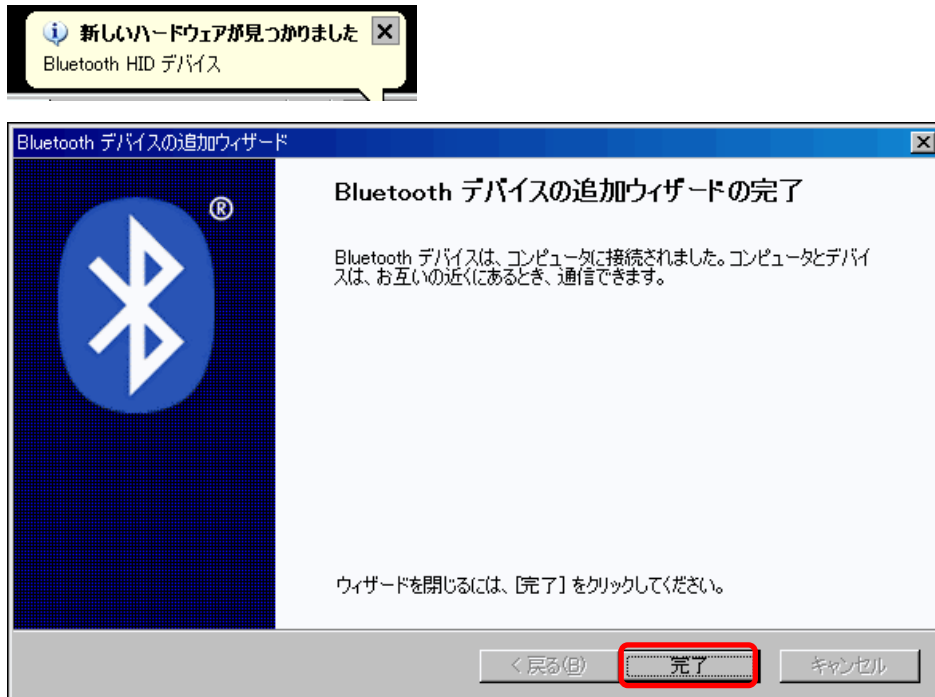 新しいハードウェアが見つかりました
Bluetooth HID デバイス
Bluetooth デバイスの追加ウィザード
®
Bluetooth デバイスの追加ウィザードの完了
Bluetooth デバイスは、コンピュータに接続されました。コンピュータとデバイ
スは、お互いの近くにあるとき、通信できます。
ウィザードを閉じるには、[完了] をクリックしてください。
< 戻る(B)
完了
キャンセル